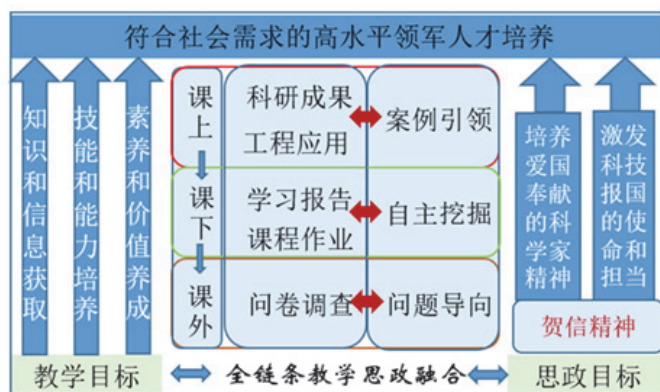 符合社会需求的高水平领军人才培养
知识和信息获取
技能和能力培养
素养和价值养成
课上
科研成果
工程应用
案例引领
课下
学习报告
课程作业
自主挖掘
课外
问卷调查
问题导向
培养爱国奉献的科学家精神
激发科技报国的使命和担当
贺信精神
教学目标
全链条教学思政融合
思政目标